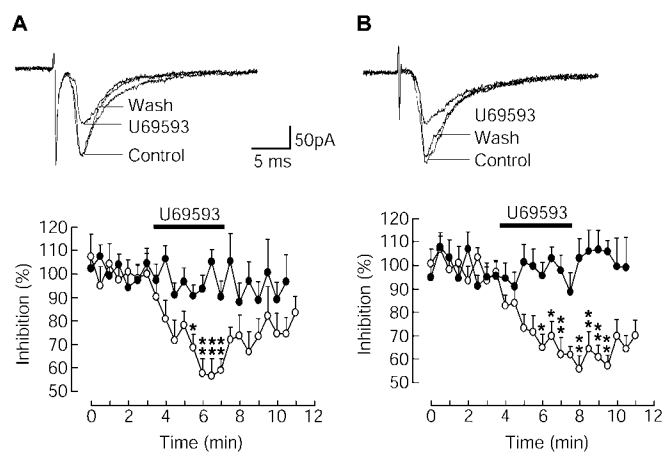 A
B
Wash
U69593
Control
50pA
5 ms
U69593
Wash
Control
U69593
120
110
100
90
80
70
60
50
Inhibition (%)
*
***
***
0 2 4 6 8 10 12
Time (min)
U69593
120
110
100
90
80
70
60
50
Inhibition (%)
*
*
**
**
**
**
**
0 2 4 6 8 10 12
Time (min)